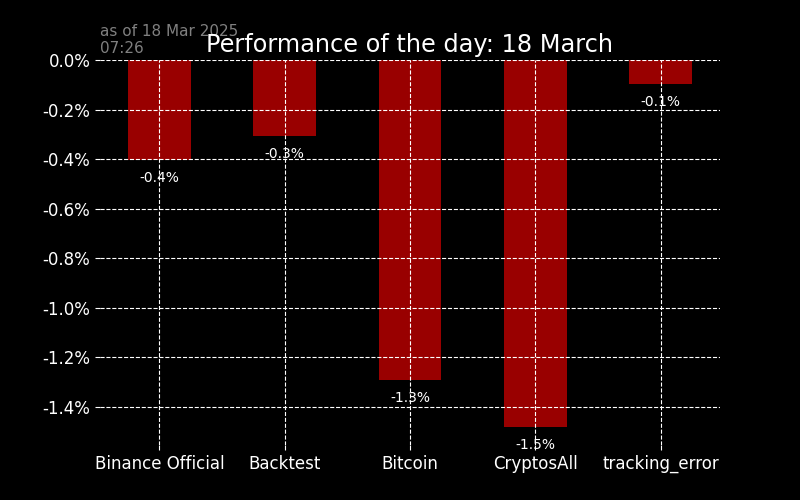 as of 18 Mar 2025
07:26
Performance of the day: 18 March
0.0%
-0.2%
-0.4%
-0.6%
-0.8%
-1.0%
-1.2%
-1.4%
-0.4%
-0.3%
-1.3%
-1.5%
-0.1%
Binance Official
Backtest
Bitcoin
CryptosAll
tracking_error